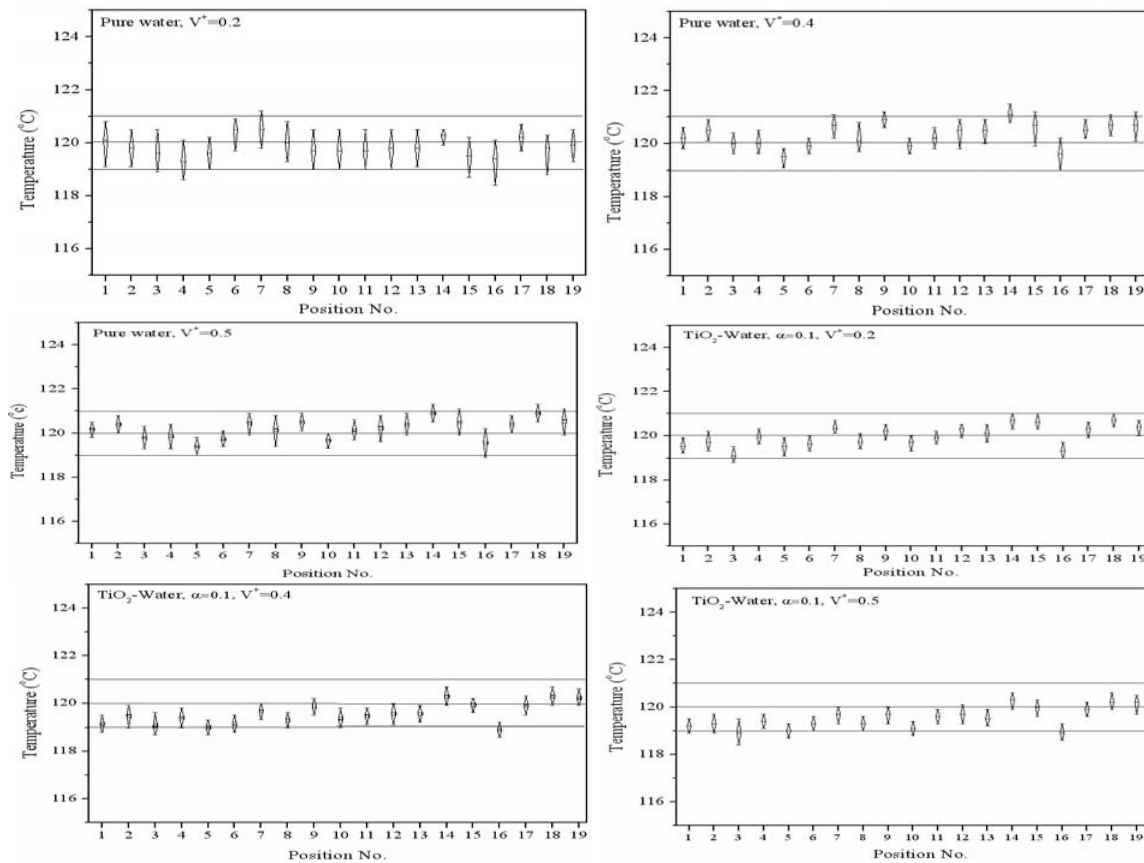 Pure water, V⁺=0.2
Temperature (⁰C)
124
122
120
118
116
1 2 3 4 5 6 7 8 9 10 11 12 13 14 15 16 17 18 19
Position No.
Pure water, V⁺=0.4
Temperature (⁰C)
124
122
120
118
116
1 2 3 4 5 6 7 8 9 10 11 12 13 14 15 16 17 18 19
Position No.
Pure water, V⁺=0.5
Temperature (⁰c)
124
122
120
118
116
1 2 3 4 5 6 7 8 9 10 11 12 13 14 15 16 17 18 19
Position No.
TiO₂-Water, α=0.1, V⁺=0.2
Temperature (⁰C)
124
122
120
118
116
1 2 3 4 5 6 7 8 9 10 11 12 13 14 15 16 17 18 19
Position No.
TiO₂-Water, α=0.1, V⁺=0.4
Temperature (⁰C)
124
122
120
118
116
1 2 3 4 5 6 7 8 9 10 11 12 13 14 15 16 17 18 19
Position No.
TiO₂-Water, α=0.1, V⁺=0.5
Temperature (⁰C)
124
122
120
118
116
1 2 3 4 5 6 7 8 9 10 11 12 13 14 15 16 17 18 19
Position No.